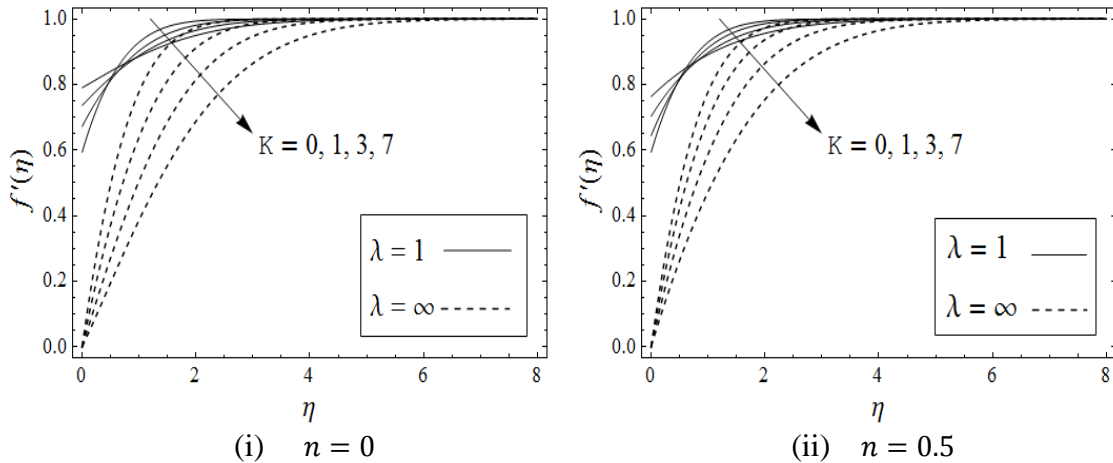 1.0
0.8
0.6
0.4
0.2
0.0
f'(η)
K = 0, 1, 3, 7
λ = 1
λ = ∞
0 2 4 6 8
η
(i) n = 0
1.0
0.8
0.6
0.4
0.2
0.0
f'(η)
K = 0, 1, 3, 7
λ = 1
λ = ∞
0 2 4 6 8
η
(ii) n = 0.5